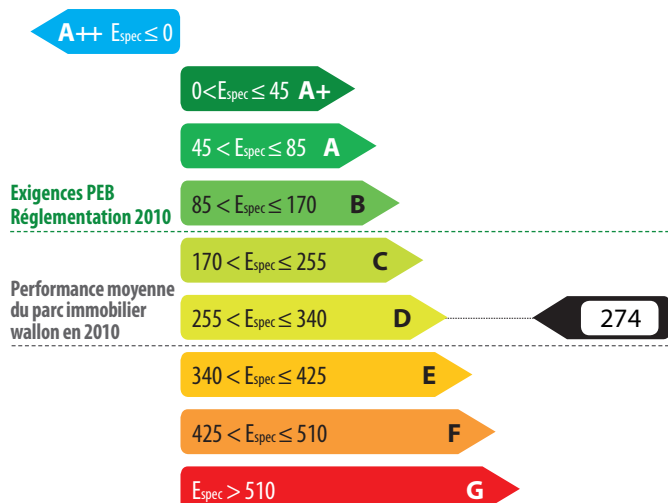 A++ Espec ≤ 0
0<Espec ≤ 45 A+
45 < Espec ≤ 85 A
Exigences PEB
Réglementation 2010
85 < Espec ≤ 170 B
170 < Espec ≤ 255 C
Performance moyenne
du parc immobilier
wallon en 2010
255 < Espec ≤ 340 D
274
340 < Espec ≤ 425 E
425 < Espec ≤ 510 F
Espec > 510 G